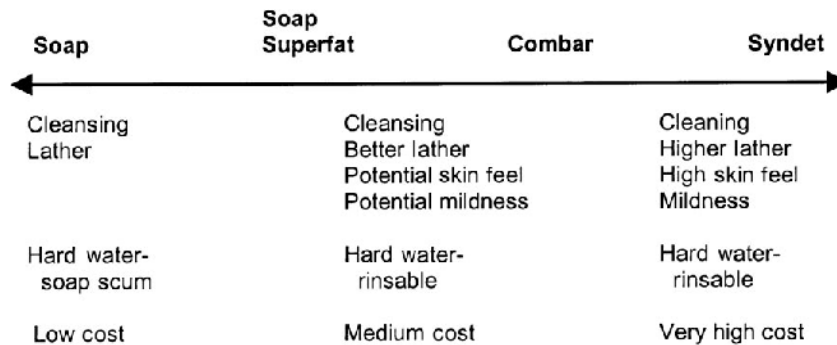 Soap
Soap
Superfat
Combar
Syndet
Cleansing
Lather
Cleansing
Better lather
Potential skin feel
Potential mildness
Cleaning
Higher lather
High skin feel
Mildness
Hard water-
soap scum
Hard water-
rinsable
Hard water-
rinsable
Low cost
Medium cost
Very high cost